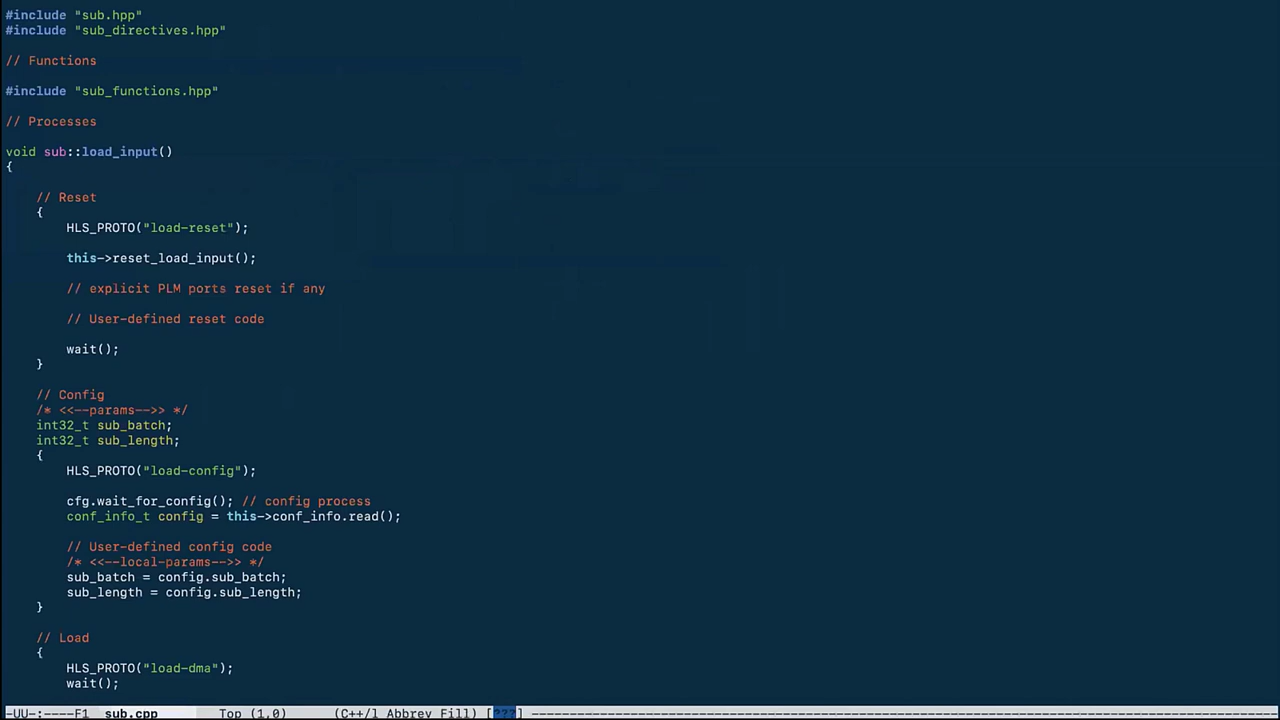 #include "sub.hpp"
#include "sub_directives.hpp"
// Functions
#include "sub_functions.hpp"
// Processes
void sub::load_input()
{
// Reset
{
HLS_PROTO("load-reset");
this->reset_load_input();
// explicit PLM ports reset if any
// User-defined reset code
wait();
}
// Config
/* <<--params-->> */
int32_t sub_batch;
int32_t sub_length;
{
HLS_PROTO("load-config");
cfg.wait_for_config(); // config process
conf_info_t config = this->conf_info.read();
// User-defined config code
/* <<--local-params-->> */
sub_batch = config.sub_batch;
sub_length = config.sub_length;
}
// Load
{
HLS_PROTO("load-dma");
wait();
-UU-:----F1  sub.cpp  Top (1,0)  (C++/l Abbrev Fill) [???] --------------------------------------------------